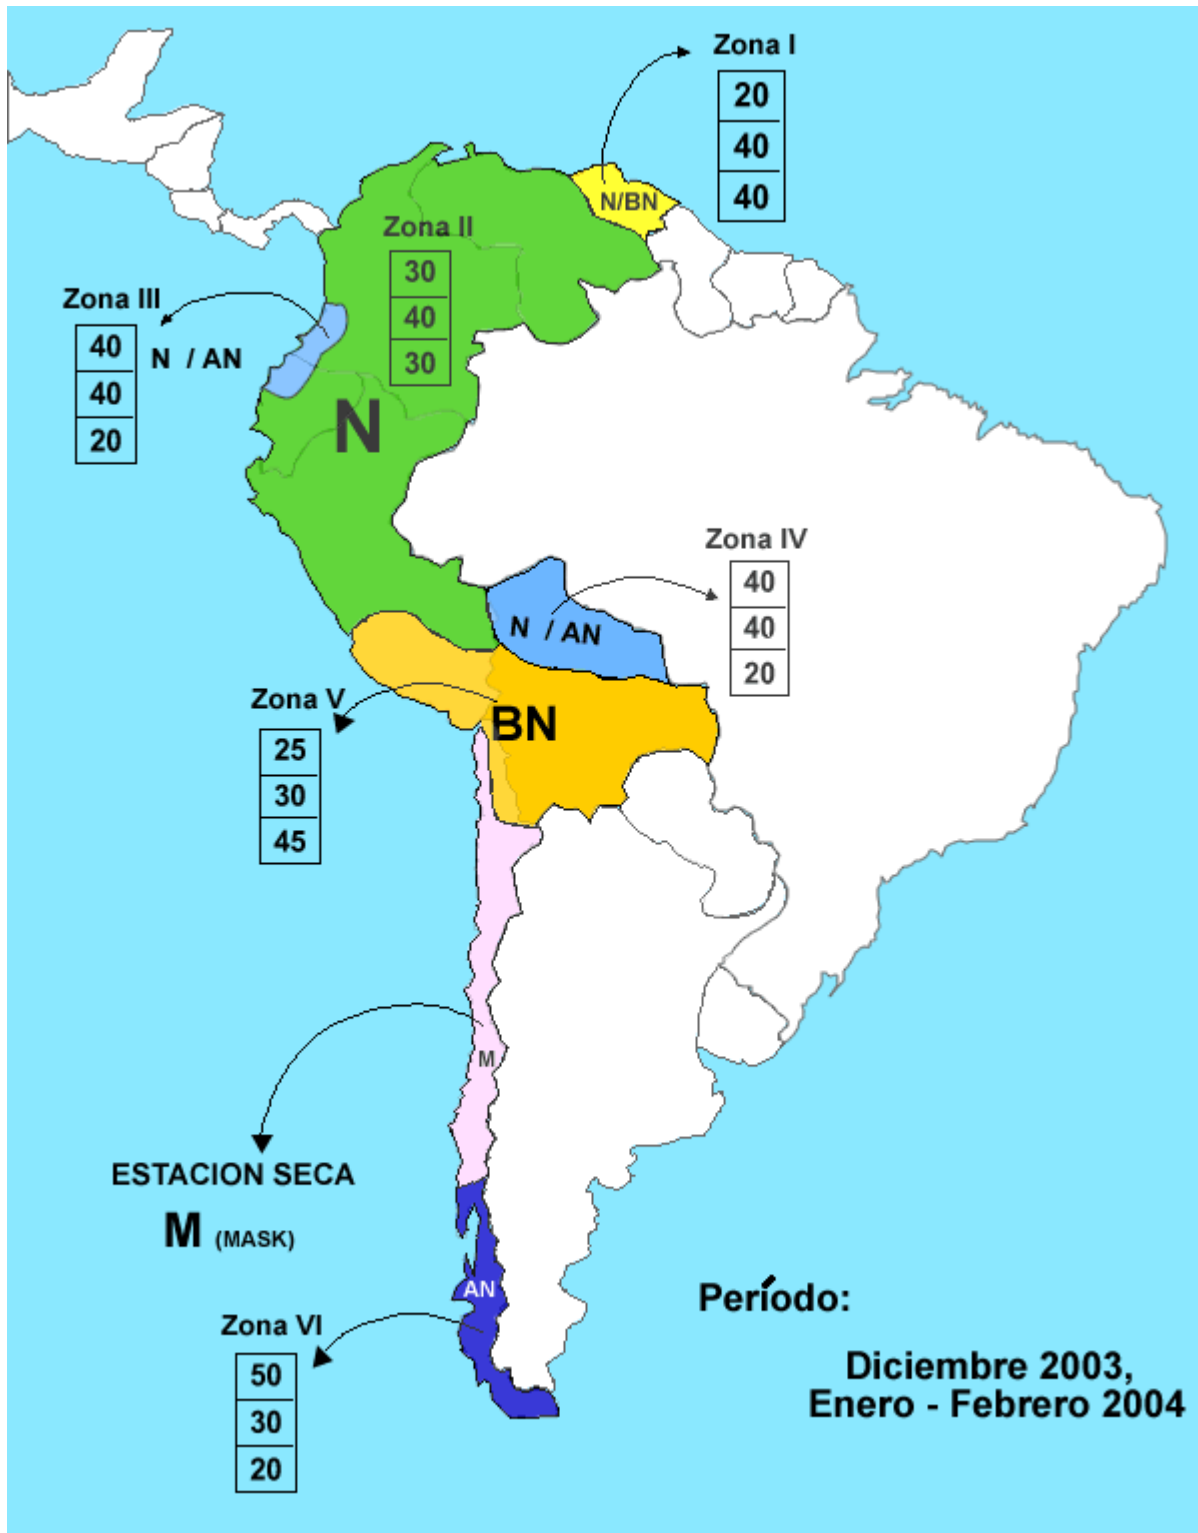 Zona I
20
40
40
N/BN
Zona II
30
40
30
Zona III
40
40
20
N / AN
N
Zona IV
40
40
20
N / AN
Zona V
25
30
45
BN
M
ESTACION SECA
M (MASK)
AN
Zona VI
50
30
20
Período:
Diciembre 2003,
Enero - Febrero 2004